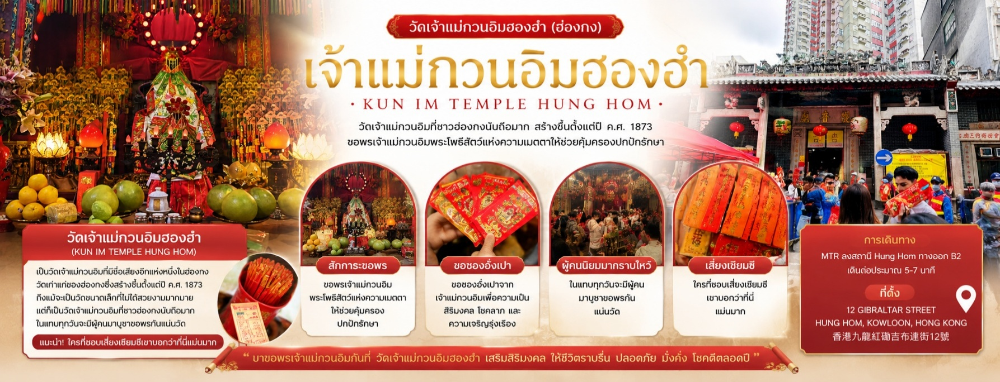 วัดเจ้าแม่กวนอิมฮองฮำ (ฮ่องกง)
เจ้าแม่กวนอิมฮองฮำ
• KUN IM TEMPLE HUNG HOM •
วัดเจ้าแม่กวนอิมที่ชาวฮ่องกงนันถือมาก สร้างชึ้นตั้งแต่ปี ค.ศ. 1873
ขอพรเจ้าแม่กวนอิมพระโพธิสัตว์แห่งความเมตตาให้ช่วยคุ้มครองปกปักรักษา
觀音廟
วัดเจ้าแม่กวนอิมฮองฮำ
(KUN IM TEMPLE HUNG HOM)
เป็นวัดเจ้าแม่กวนอิมที่มีชื่อเสียงอีกแห่งหนึ่งในฮ่องกง
วัดเก่าแก่ของฮ่องกงซึ่งสร้างชึ้นตั้งแต่ปี ค.ศ. 1873
ถึงแม้จะเป็นวัดขนาดเล็กที่ไม่ได้สวยงามมากมาย
แต่ก็เป็นวัดเจ้าแม่กวนอิมที่ชาวฮ่องกงนับถือมาก
ในแทบทุกวันจะมีผู้คนมาบูชาขอพรกันแน่นวัด
แนะนำ! ใครที่ชอบเสี่ยงเซียมซีเขาบอกว่าที่นี่แม่นมาก
สักการะขอพร
ขอพรเจ้าแม่กวนอิม
พระโพธิสัตว์แห่งความเมตตา
ให้ช่วยคุ้มครอง
ปกปักรักษา
ขอซองอั่งเปา
ขอซองอั่งเปาจาก
เจ้าแม่กวนอิมเพื่อความเป็น
สิริมงคล โชคลาภ และ
ความเจริญรุ่งเรือง
ผู้คนนิยมมากราบไหว้
ในแทบทุกวันจะมีผู้คน
มาบูชาขอพรกัน
แน่นวัด
เสี่ยงเซียมซี
ใครที่ชอบเสี่ยงเซียมซี
เขาบอกว่าที่นี่
แม่นมาก
การเดินทาง
MTR ลงสถานี Hung Hom ทางออก B2
เดินต่อประมาณ 5-7 นาที
ที่ตั้ง
12 GIBRALTAR STREET
HUNG HOM, KOWLOON, HONG KONG
香港九龍紅磡吉布達街12號
“ มาขอพรเจ้าแม่กวนอิมกันที่ วัดเจ้าแม่กวนอิมฮองฮำ เสริมสิริมงคล ให้ชีวิตราบรื่น ปลอดภัย มั่งคั่ง โชคดีตลอดปี ”